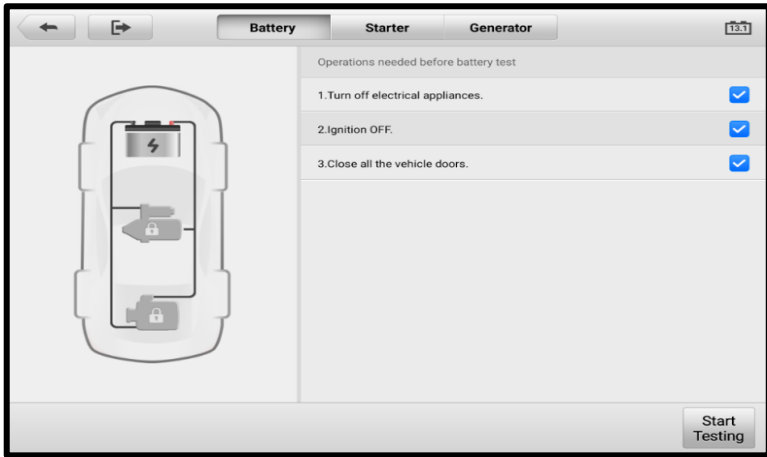 Battery Starter Generator 13.1
Operations needed before battery test
1.Turn off electrical appliances.
2.Ignition OFF.
3.Close all the vehicle doors.
Start
Testing